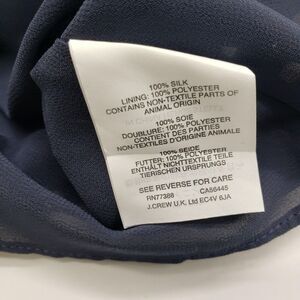 100% SILK
LINING: 100% POLYESTER
CONTAINS NON-TEXTILE PARTS OF
ANIMAL ORIGIN
100% SOIE
DOUBLURE: 100% POLYESTER
CONTIENT DES PARTIES
NON-TEXTILES D'ORIGINE ANIMALE
100% SEIDE
FUTTER: 100% POLYESTER
ENTHÄLT NICHTTEXTILE TEILE
TIERISCHEN URSPRUNGS
SEE REVERSE FOR CARE
RN77388 CA56445
J.CREW U.K. Ltd EC4V 6JA